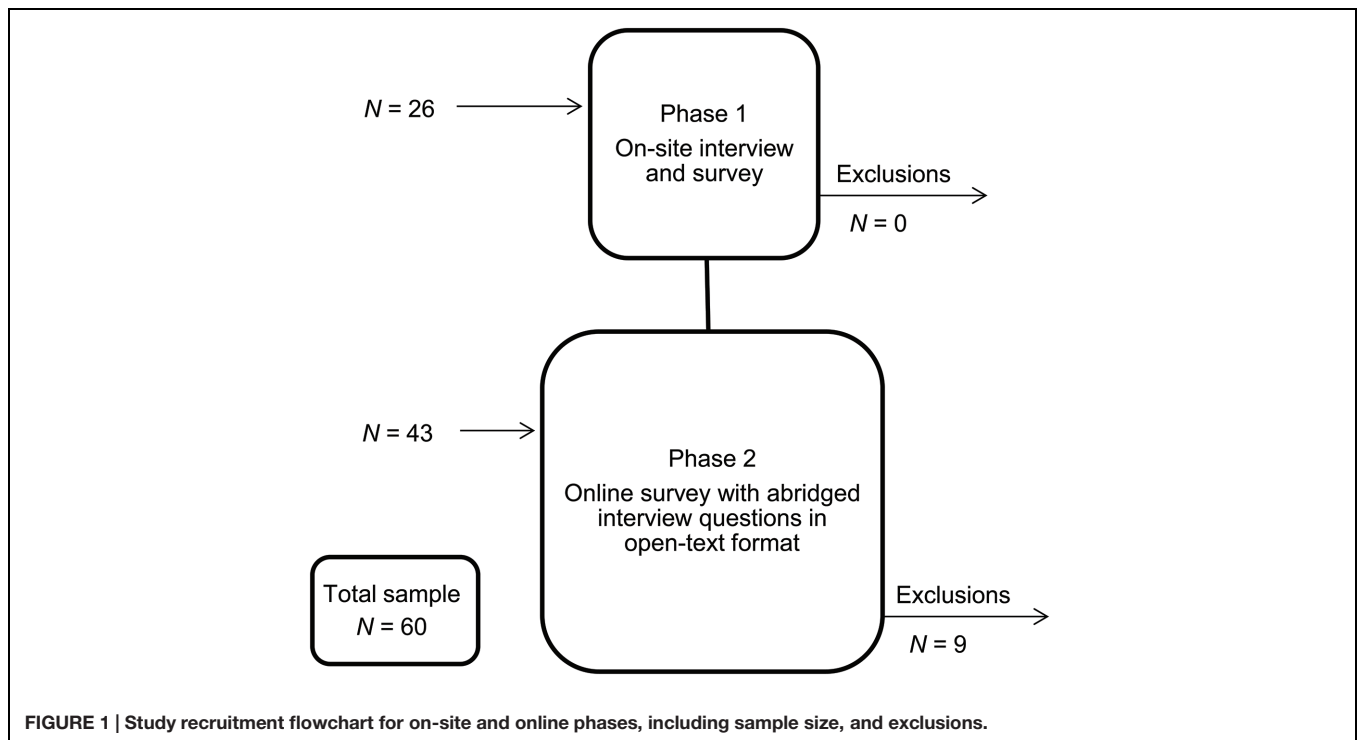 N = 26
Phase 1
On-site interview
and survey
Exclusions
N = 0
N = 43
Phase 2
Online survey with abridged
interview questions in
open-text format
Total sample
N = 60
Exclusions
N = 9
FIGURE 1 | Study recruitment flowchart for on-site and online phases, including sample size, and exclusions.